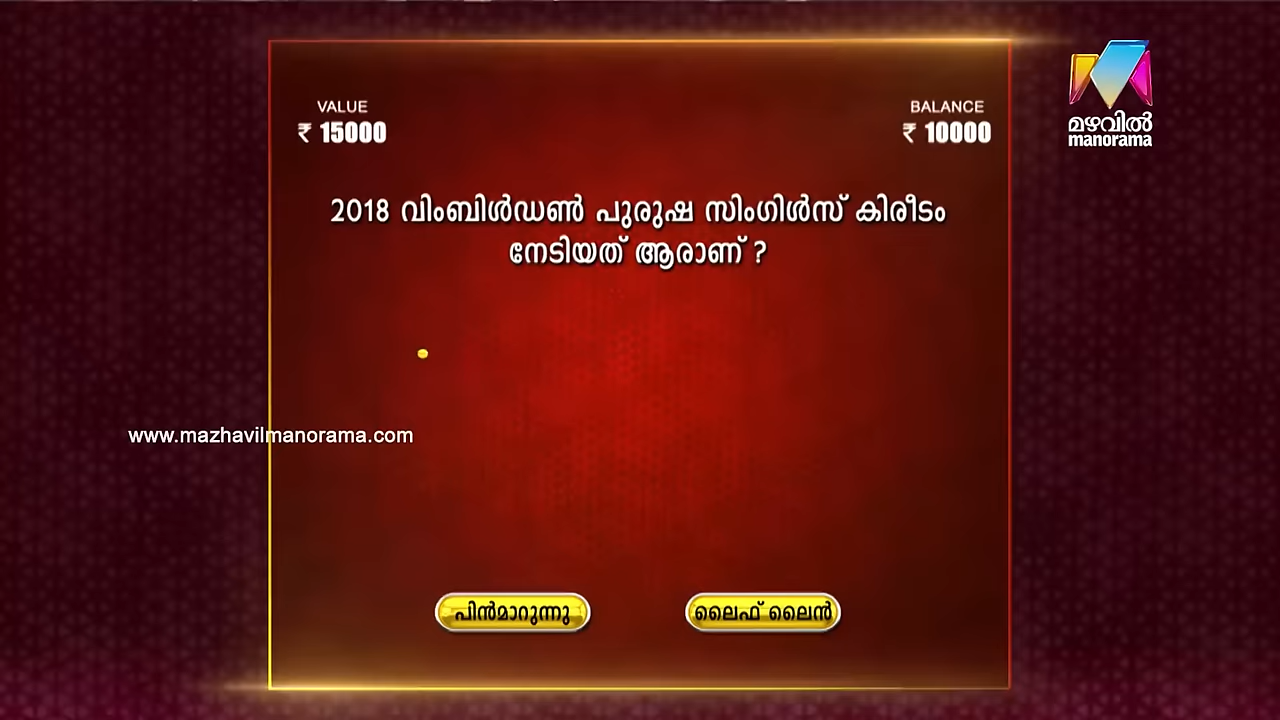 VALUE
₹ 15000
BALANCE
₹ 10000
മഴവിൽ
manorama
2018 വിംബിൾഡൺ പുരുഷ സിംഗിൾസ് കിരീടം
നേടിയത് ആരാണ് ?
www.mazhavilmanorama.com
പിൻമാറുന്നു
ലൈഫ് ലൈൻ